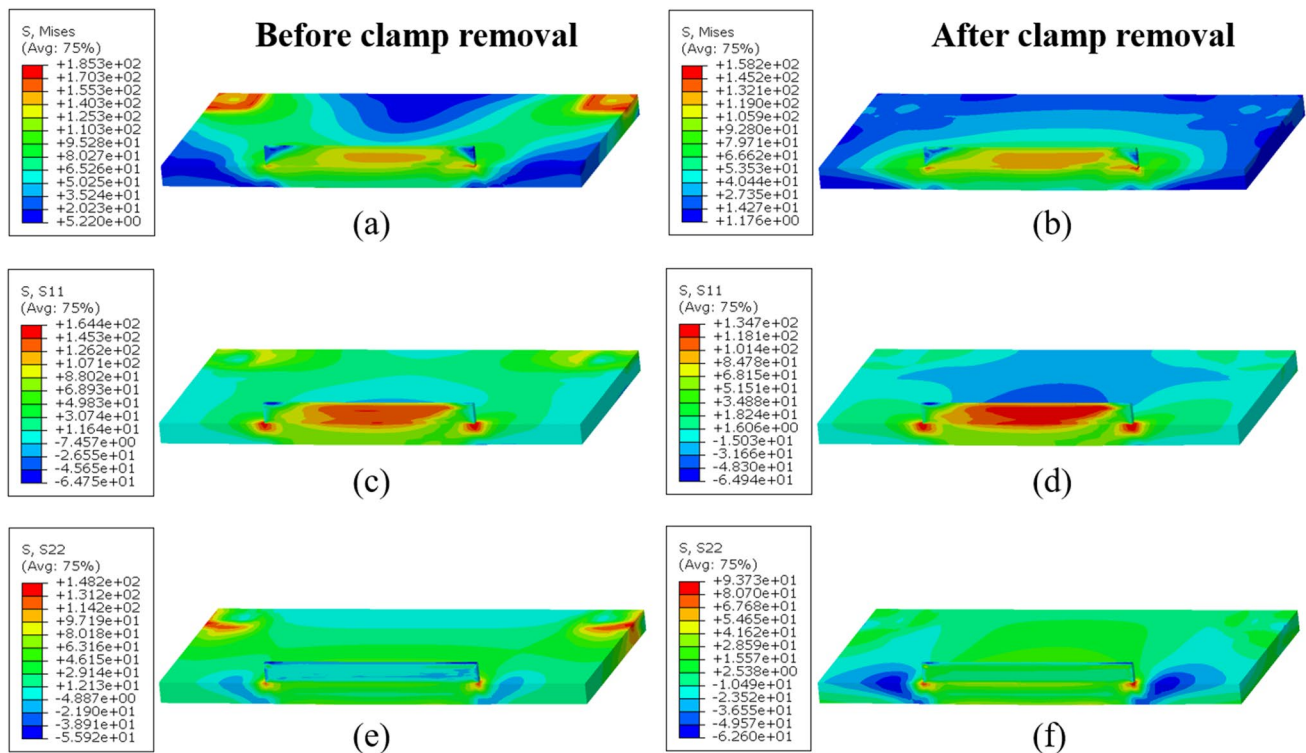 Before clamp removal
After clamp removal
S, Mises
(Avg: 75%)
+1.853e+02
+1.703e+02
+1.553e+02
+1.403e+02
+1.253e+02
+1.103e+02
+9.528e+01
+8.027e+01
+6.526e+01
+5.025e+01
+3.524e+01
+2.023e+01
+5.220e+00
(a)
S, Mises
(Avg: 75%)
+1.582e+02
+1.452e+02
+1.321e+02
+1.190e+02
+1.059e+02
+9.280e+01
+7.971e+01
+6.662e+01
+5.353e+01
+4.044e+01
+2.735e+01
+1.427e+01
+1.176e+00
(b)
S, S11
(Avg: 75%)
+1.644e+02
+1.453e+02
+1.262e+02
+1.071e+02
+8.802e+01
+6.893e+01
+4.983e+01
+3.074e+01
+1.164e+01
-7.457e+00
-2.655e+01
-4.565e+01
-6.475e+01
(c)
S, S11
(Avg: 75%)
+1.347e+02
+1.181e+02
+1.014e+02
+8.478e+01
+6.815e+01
+5.151e+01
+3.488e+01
+1.824e+01
+1.606e+00
-1.503e+01
-3.166e+01
-4.830e+01
-6.494e+01
(d)
S, S22
(Avg: 75%)
+1.482e+02
+1.312e+02
+1.142e+02
+9.719e+01
+8.018e+01
+6.316e+01
+4.615e+01
+2.914e+01
+1.213e+01
-4.887e+00
-2.190e+01
-3.891e+01
-5.592e+01
(e)
S, S22
(Avg: 75%)
+9.373e+01
+8.070e+01
+6.768e+01
+5.465e+01
+4.162e+01
+2.859e+01
+1.557e+01
+2.538e+00
-1.049e+01
-2.352e+01
-3.655e+01
-4.957e+01
-6.260e+01
(f)